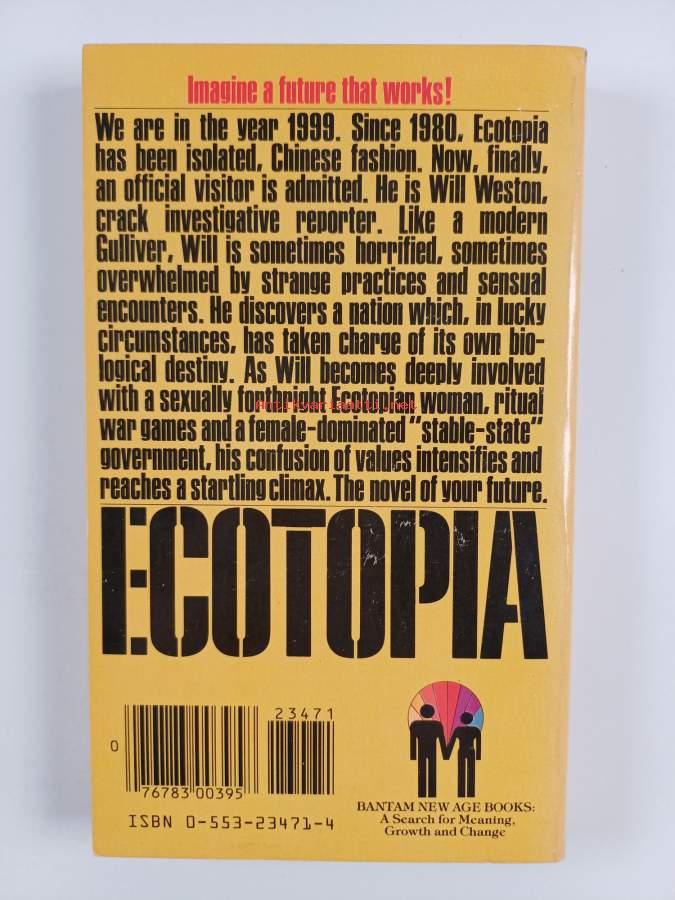 Imagine a future that works!
We are in the year 1999. Since 1980, Ecotopia
has been isolated, Chinese fashion. Now, finally,
an official visitor is admitted. He is Will Weston,
crack investigative reporter. Like a modern
Gulliver, Will is sometimes horrified, sometimes
overwhelmed by strange practices and sensual
encounters. He discovers a nation which, in lucky
circumstances, has taken charge of its own bio-
logical destiny. As Will becomes deeply involved
with a sexually forthright Ecotopian woman, ritual
war games and a female-dominated "stable-state"
government, his confusion of values intensifies and
reaches a startling climax. The novel of your future.
Antikvariaatti.net
ECOTOPIA
23471
0
76783 00395
ISBN 0-553-23471-4
BANTAM NEW AGE BOOKS:
A Search for Meaning,
Growth and Change